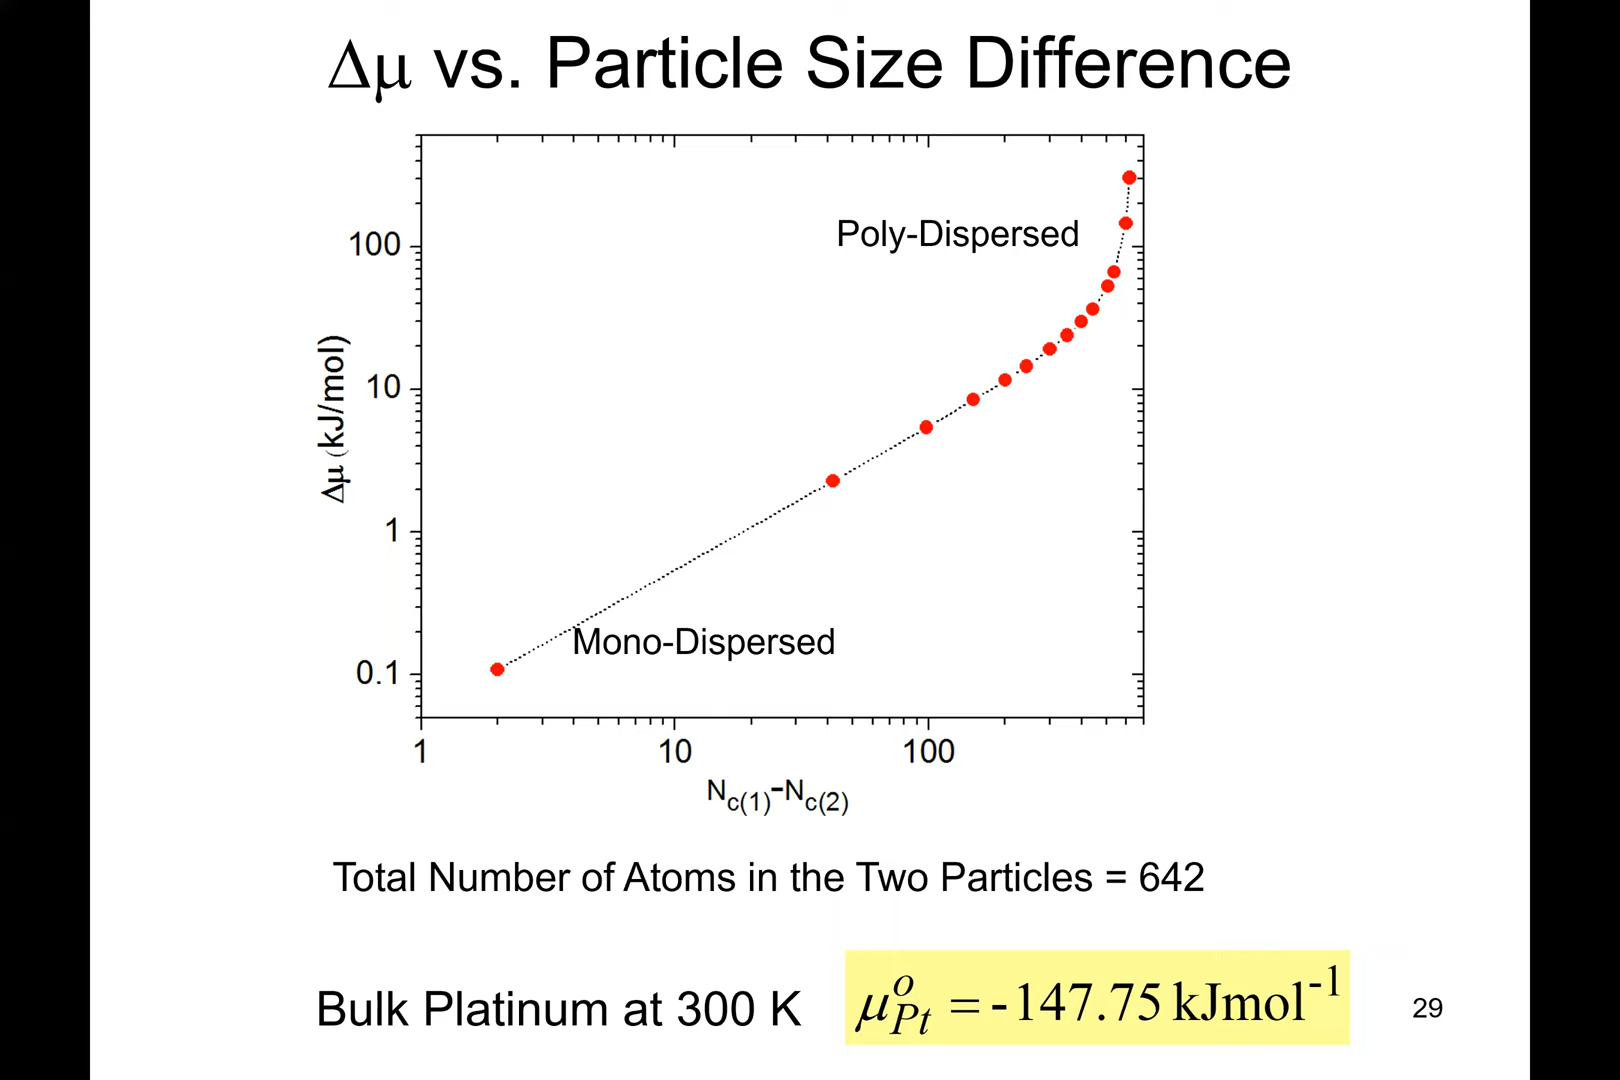 Δμ vs. Particle Size Difference
Poly-Dispersed
Mono-Dispersed
100
10
1
0.1
Δμ (kJ/mol)
1 10 100
N_c(1)-N_c(2)
Total Number of Atoms in the Two Particles = 642
Bulk Platinum at 300 K μ^o_Pt = -147.75 kJmol^-1
29